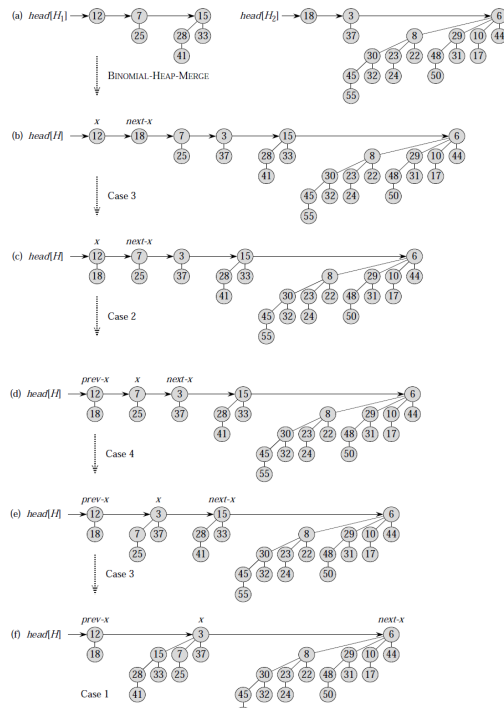 (a) head[H1] 12 7 15 head[H2] 18 3 6
25 28 33 37 8 29 10 44
41 30 23 22 48 31 17
45 32 24 50
55
BINOMIAL-HEAP-MERGE
x next-x
(b) head[H] 12 18 7 3 15 6
25 37 28 33 8 29 10 44
41 30 23 22 48 31 17
45 32 24 50
55
Case 3
x next-x
(c) head[H] 12 7 3 15 6
18 25 37 28 33 8 29 10 44
41 30 23 22 48 31 17
45 32 24 50
55
Case 2
prev-x x next-x
(d) head[H] 12 7 3 15 6
18 25 37 28 33 8 29 10 44
41 30 23 22 48 31 17
45 32 24 50
55
Case 4
prev-x x next-x
(e) head[H] 12 3 15 6
18 7 37 28 33 8 29 10 44
25 41 30 23 22 48 31 17
45 32 24 50
55
Case 3
prev-x x next-x
(f) head[H] 12 3 6
18 15 7 37 8 29 10 44
28 33 25 30 23 22 48 31 17
41 45 32 24 50
Case 1